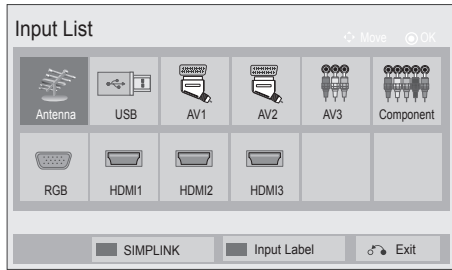 Input List
Move OK
Antenna USB AV1 AV2 AV3 Component
RGB HDMI1 HDMI2 HDMI3
SIMPLINK Input Label Exit